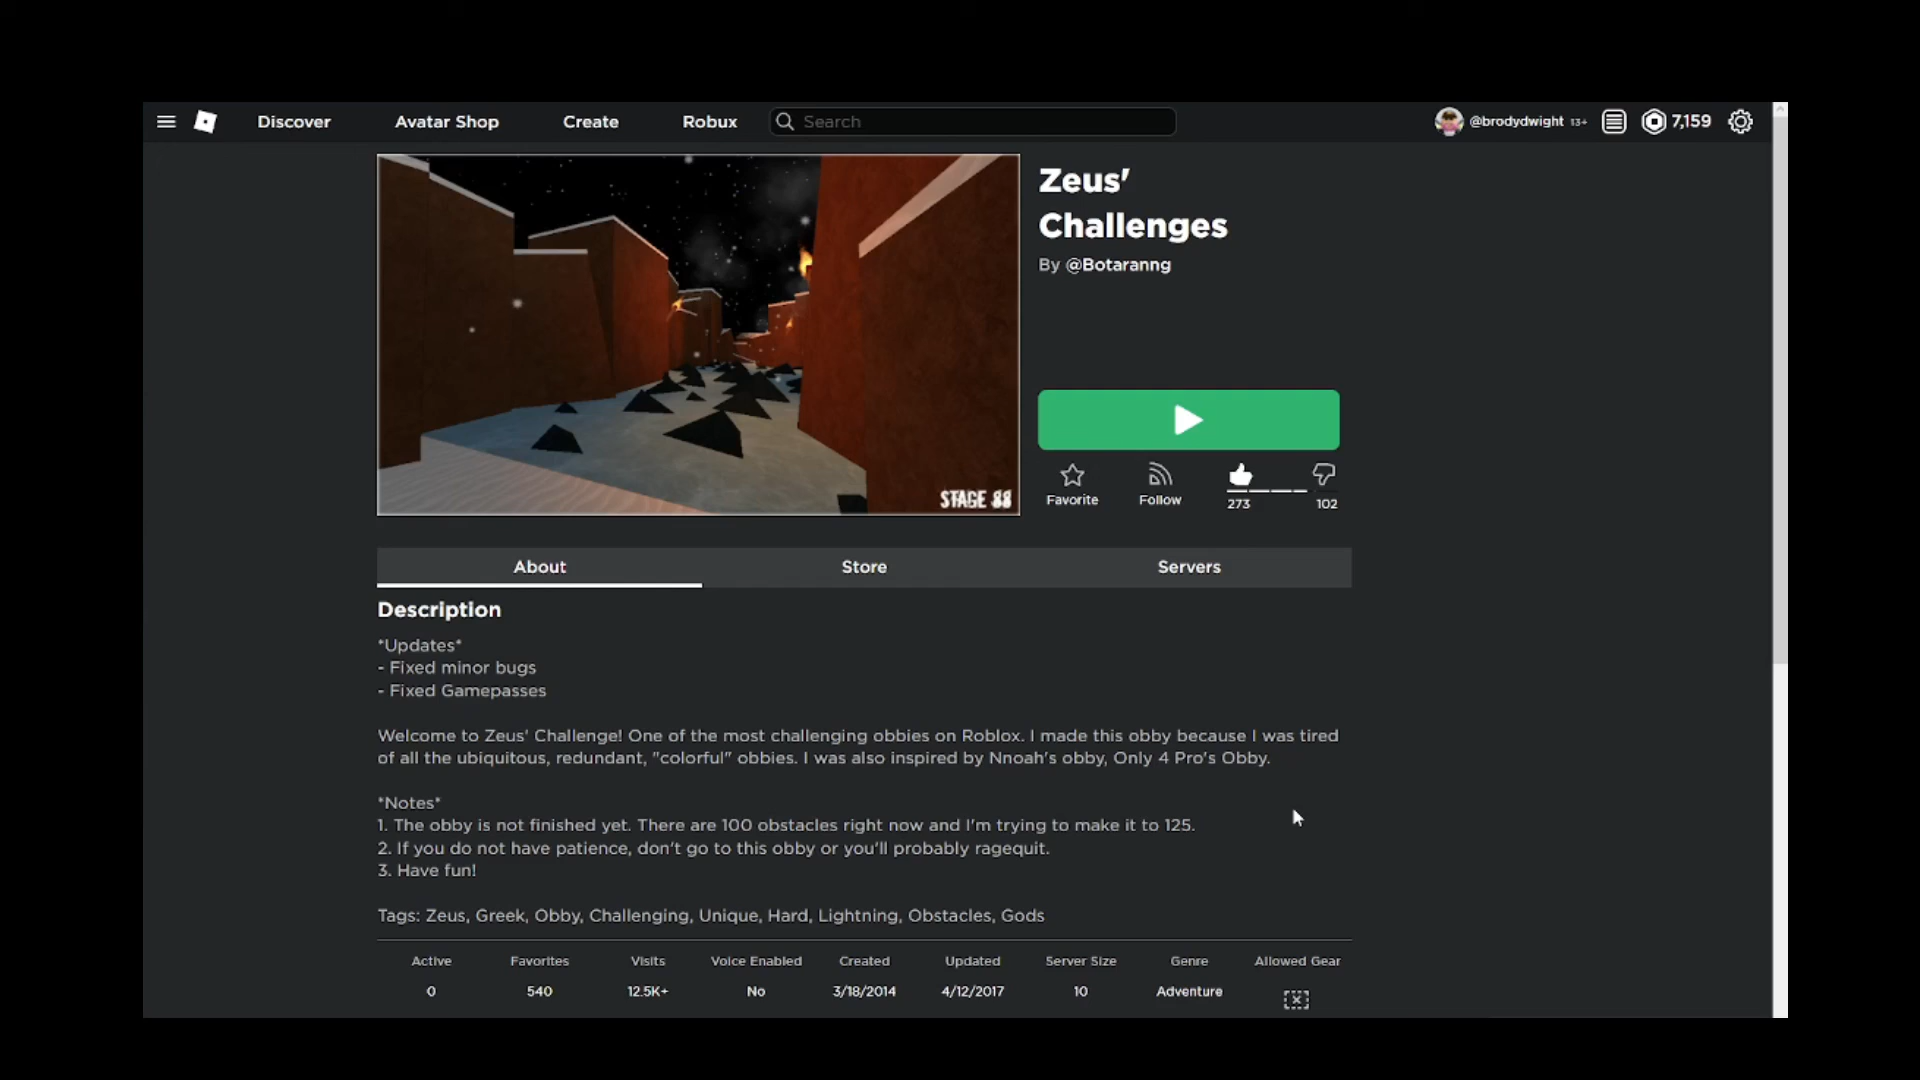 Discover Avatar Shop Create Robux Search @brodydwight 13+ 7,159
Zeus'
Challenges
By @Botaranng
STAGE 88
Favorite Follow 273 102
About Store Servers
Description
*Updates*
- Fixed minor bugs
- Fixed Gamepasses
Welcome to Zeus' Challenge! One of the most challenging obbies on Roblox. I made this obby because I was tired
of all the ubiquitous, redundant, "colorful" obbies. I was also inspired by Nnoah's obby, Only 4 Pro's Obby.
*Notes*
1. The obby is not finished yet. There are 100 obstacles right now and I'm trying to make it to 125.
2. If you do not have patience, don't go to this obby or you'll probably ragequit.
3. Have fun!
Tags: Zeus, Greek, Obby, Challenging, Unique, Hard, Lightning, Obstacles, Gods
Active Favorites Visits Voice Enabled Created Updated Server Size Genre Allowed Gear
0 540 12.5K+ No 3/18/2014 4/12/2017 10 Adventure